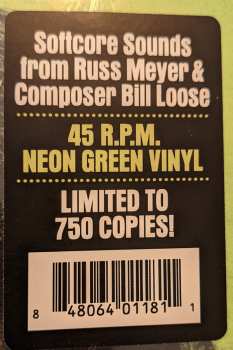 Softcore Sounds
from Russ Meyer &
Composer Bill Loose
45 R.P.M.
NEON GREEN VINYL
LIMITED TO
750 COPIES!
8 48064 01181 1